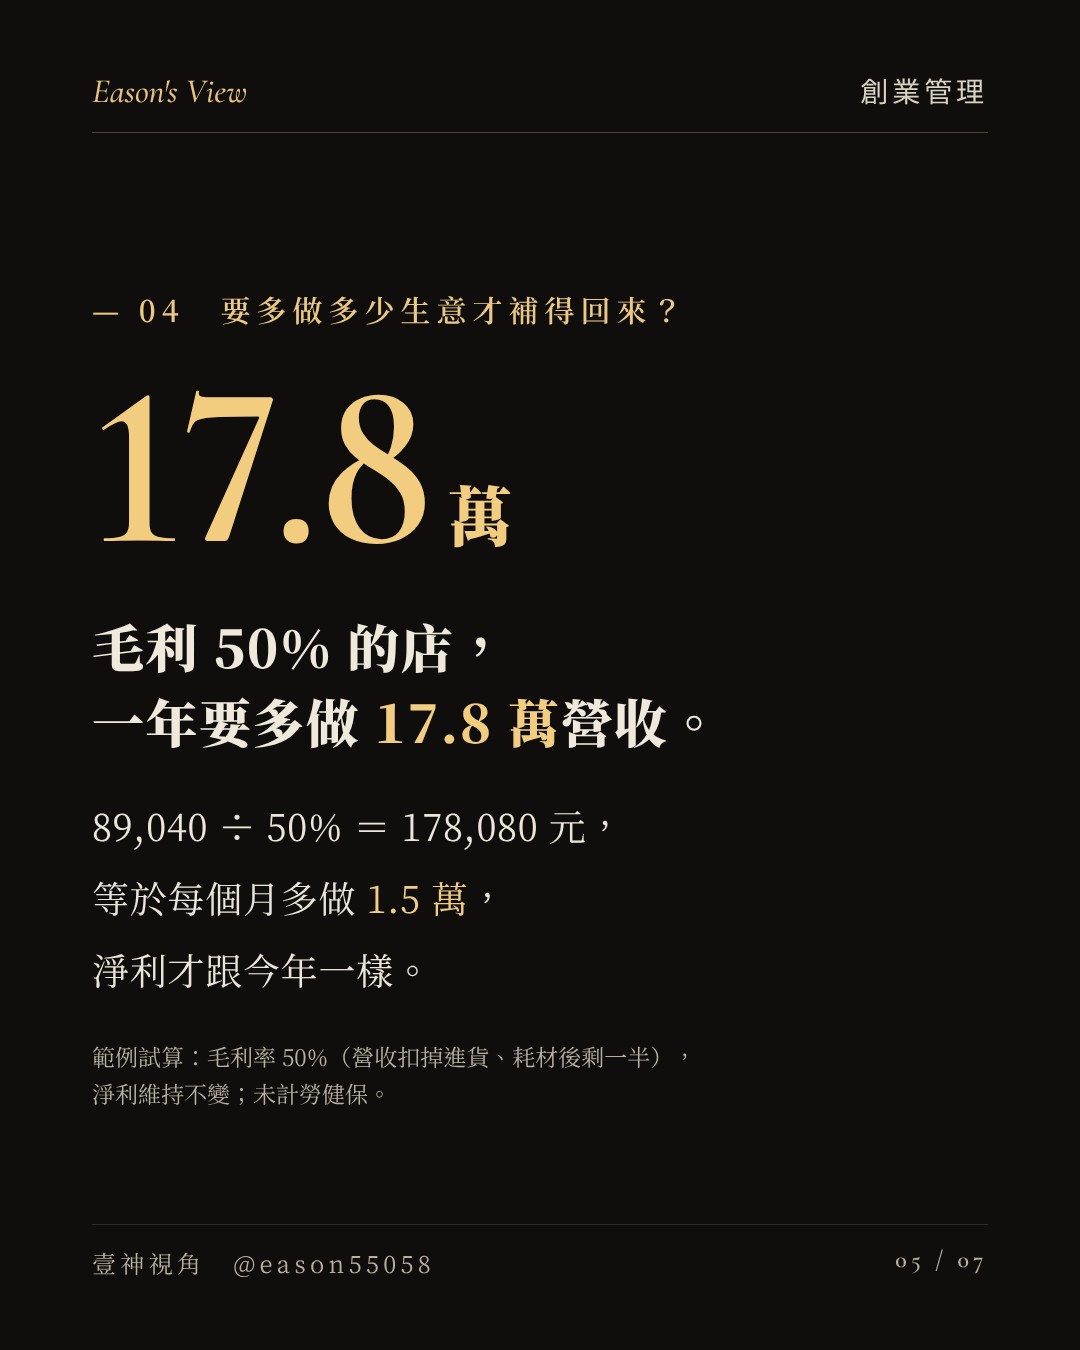 Eason's View
創業管理
— 04 要多做多少生意才補得回來？
17.8 萬
毛利 50% 的店，
一年要多做 17.8 萬營收。
89,040 ÷ 50% ＝ 178,080 元，
等於每個月多做 1.5 萬，
淨利才跟今年一樣。
範例試算：毛利率 50%（營收扣掉進貨、耗材後剩一半），
淨利維持不變；未計勞健保。
壹神視角 @eason55058
05 / 07